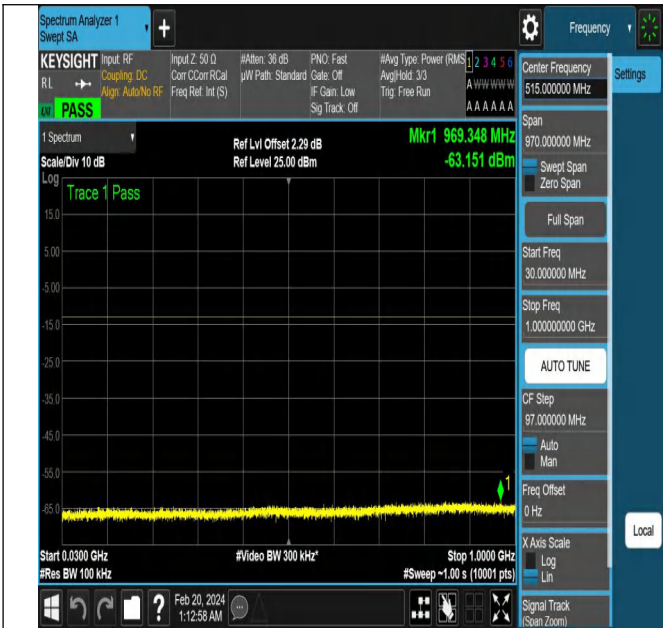 Spectrum Analyzer 1
Swept SA
+
Frequency
KEYSIGHT
RL
PASS
Input: RF
Coupling: DC
Align: Auto/No RF
Input Z: 50 Ω
Corr CCorr RCal
Freq Ref: Int (S)
#Atten: 36 dB
µW Path: Standard
PNO: Fast
Gate: Off
IF Gain: Low
Sig Track: Off
#Avg Type: Power (RMS
Avg|Hold: 3/3
Trig: Free Run
1 2 3 4 5 6
A W W W W W
A A A A A A
1 Spectrum
Scale/Div 10 dB
Log
Ref Lvl Offset 2.29 dB
Ref Level 25.00 dBm
Mkr1 969.348 MHz
-63.151 dBm
Trace 1 Pass
15.0
5.00
-5.00
-15.0
-25.0
-35.0
-45.0
-55.0
-65.0
1
Start 0.0300 GHz
#Res BW 100 kHz
#Video BW 300 kHz*
Stop 1.0000 GHz
#Sweep ~1.00 s (10001 pts)
?
Feb 20, 2024
1:12:58 AM
Center Frequency
515.000000 MHz
Settings
Span
970.000000 MHz
Swept Span
Zero Span
Full Span
Start Freq
30.000000 MHz
Stop Freq
1.000000000 GHz
AUTO TUNE
CF Step
97.000000 MHz
Auto
Man
Freq Offset
0 Hz
Local
X Axis Scale
Log
Lin
Signal Track
(Span Zoom)